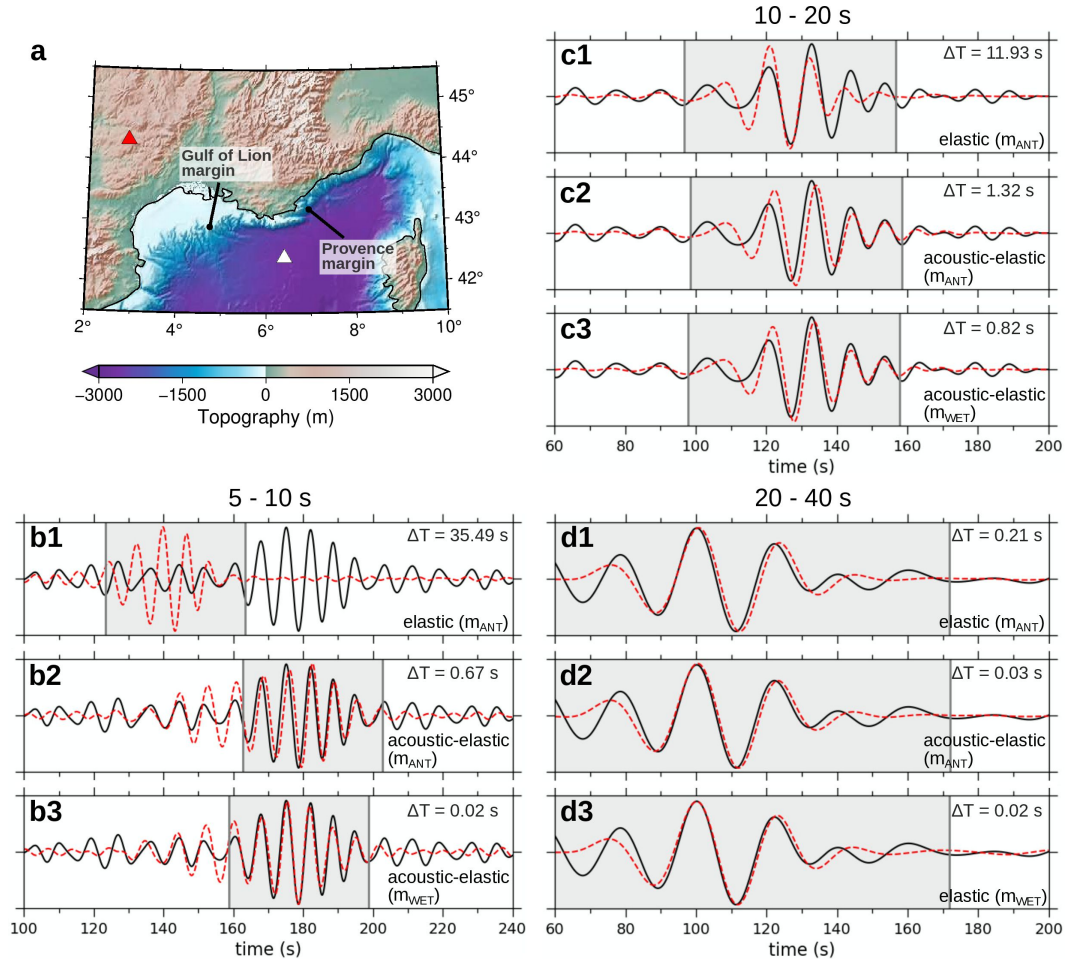 a
Gulf of Lion
margin
Provence
margin
45°
44°
43°
42°
2° 4° 6° 8° 10°
−3000 −1500 0 1500 3000
Topography (m)
10 - 20 s
c1
ΔT = 11.93 s
elastic (mANT)
c2
ΔT = 1.32 s
acoustic-elastic
(mANT)
c3
ΔT = 0.82 s
acoustic-elastic
(mWET)
60 80 100 120 140 160 180 200
time (s)
5 - 10 s
b1
ΔT = 35.49 s
elastic (mANT)
b2
ΔT = 0.67 s
acoustic-elastic
(mANT)
b3
ΔT = 0.02 s
acoustic-elastic
(mWET)
100 120 140 160 180 200 220 240
time (s)
20 - 40 s
d1
ΔT = 0.21 s
elastic (mANT)
d2
ΔT = 0.03 s
acoustic-elastic
(mANT)
d3
ΔT = 0.02 s
elastic (mWET)
60 80 100 120 140 160 180 200
time (s)